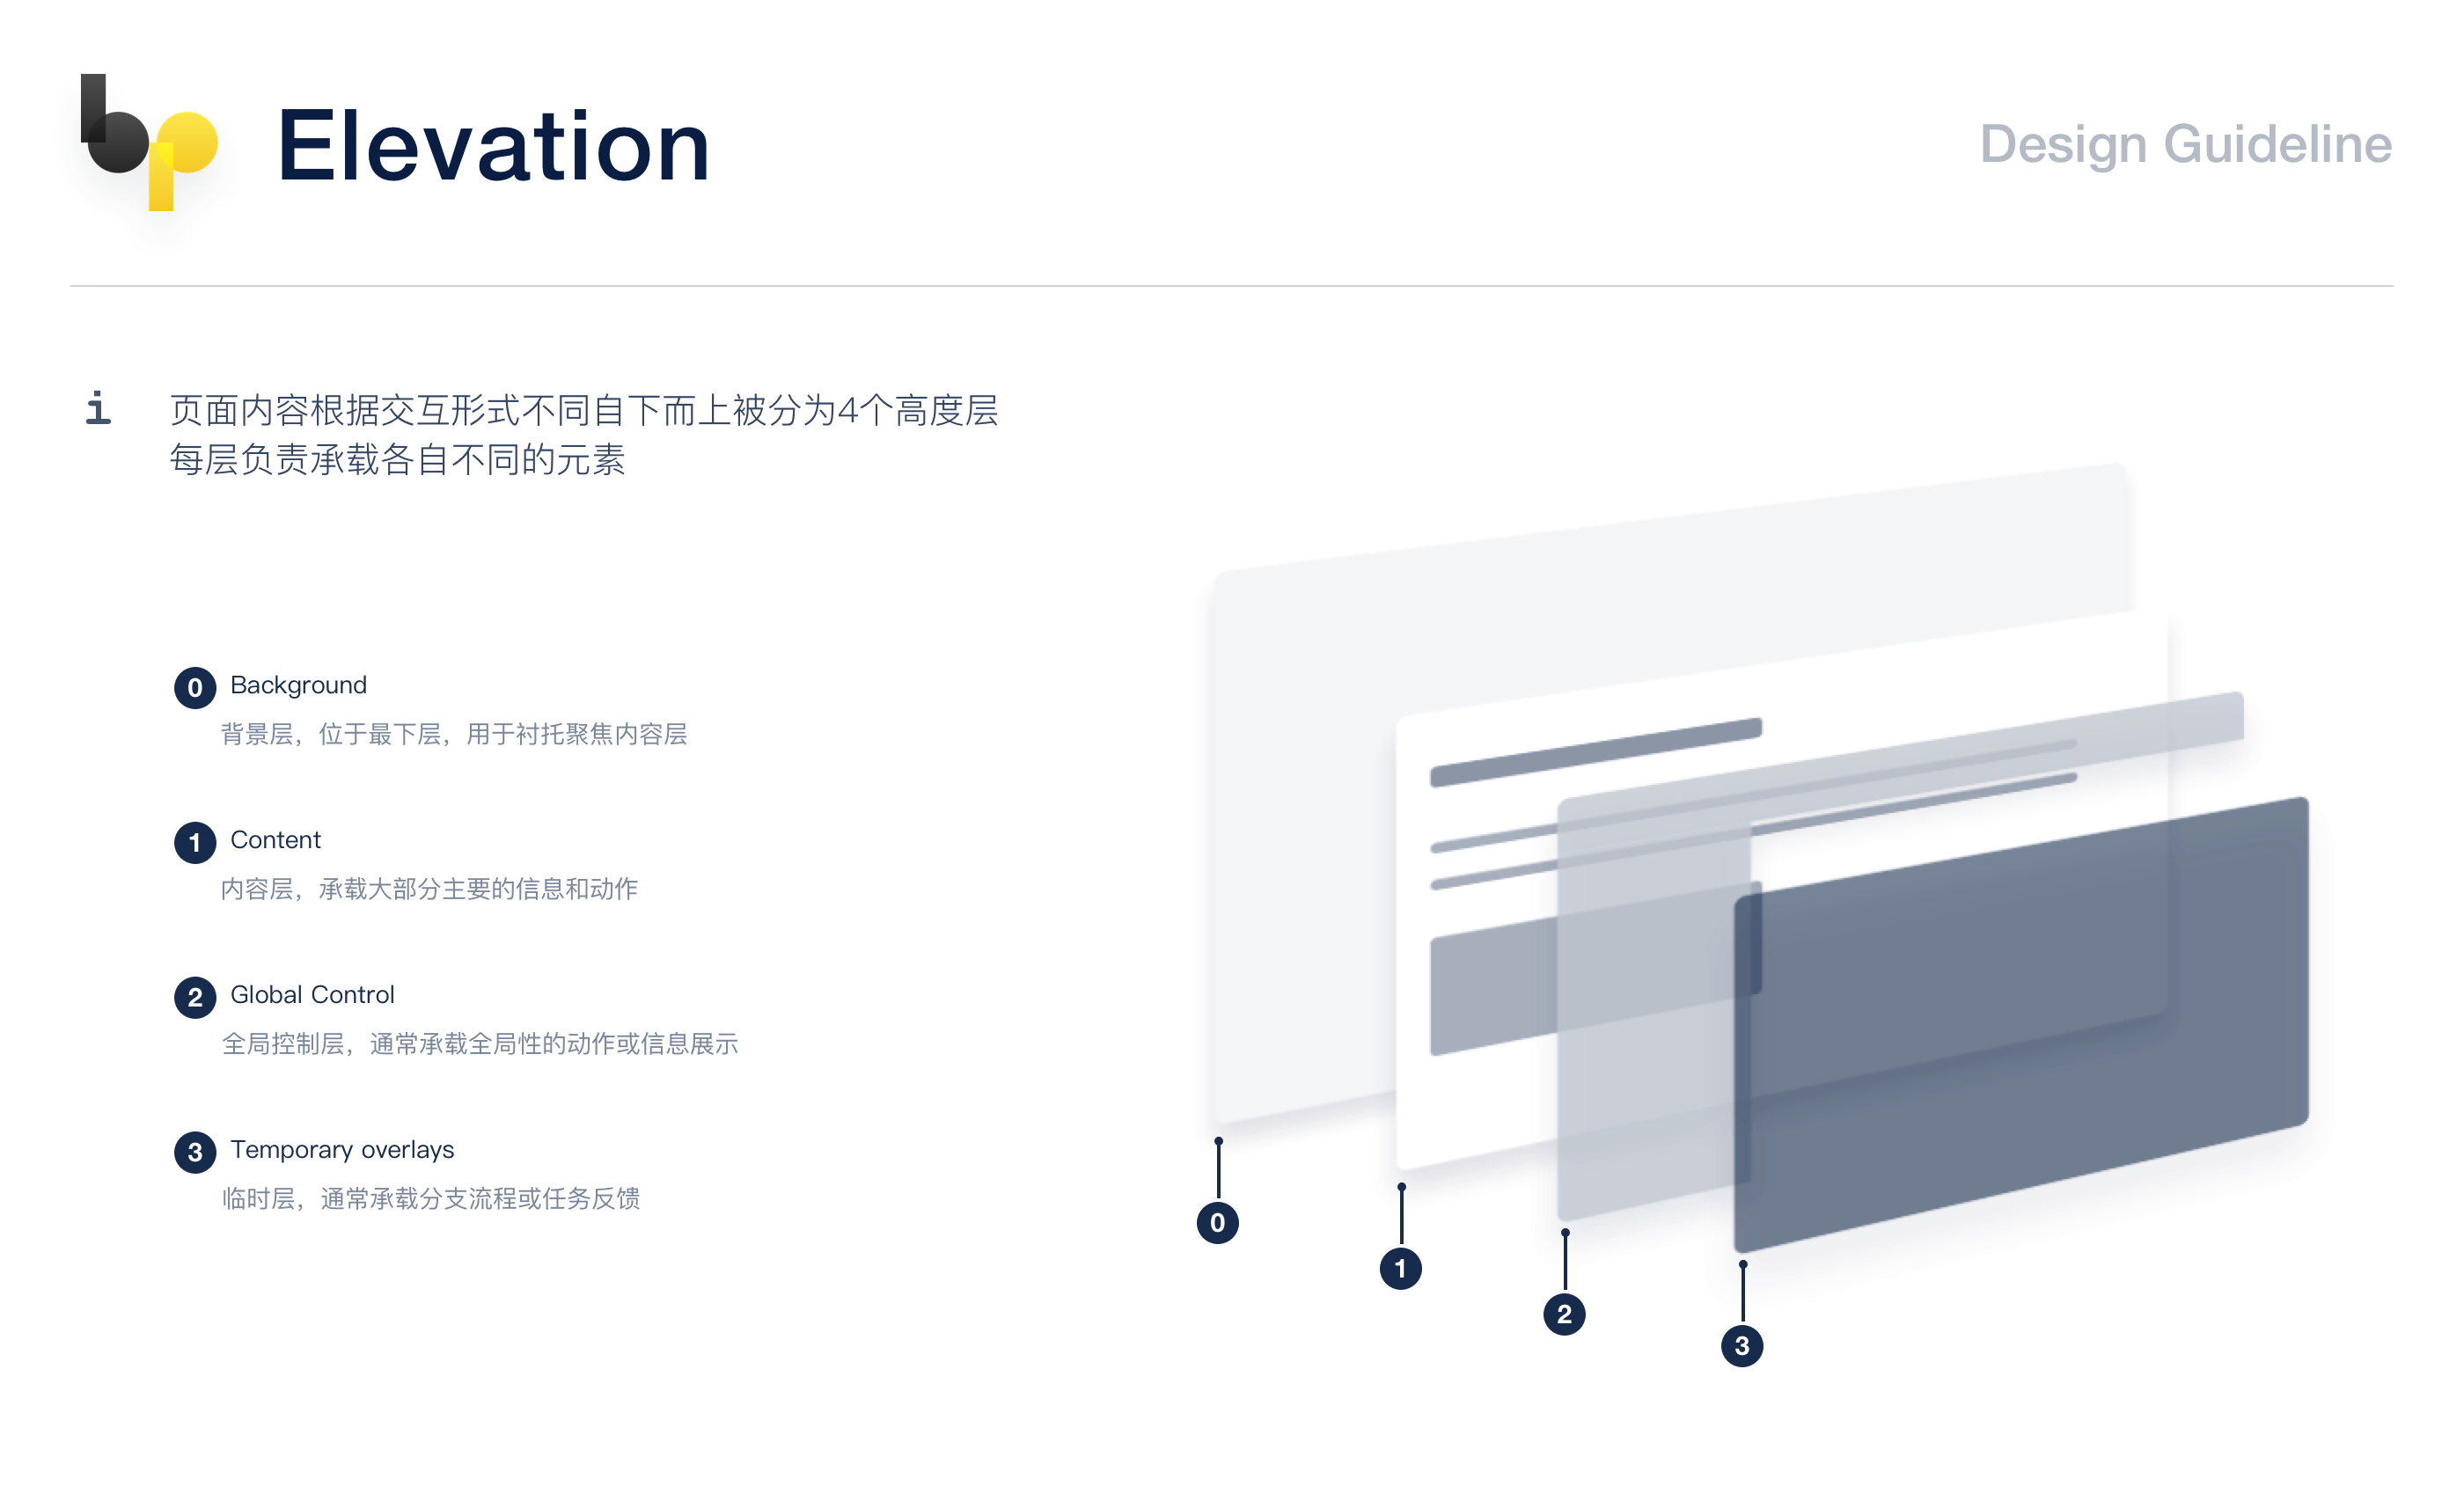 bp
Elevation
Design Guideline
i
页面内容根据交互形式不同自下而上被分为4个高度层
每层负责承载各自不同的元素
0 Background
背景层，位于最下层，用于衬托聚焦内容层
1 Content
内容层，承载大部分主要的信息和动作
2 Global Control
全局控制层，通常承载全局性的动作或信息展示
3 Temporary overlays
临时层，通常承载分支流程或任务反馈
0
1
2
3